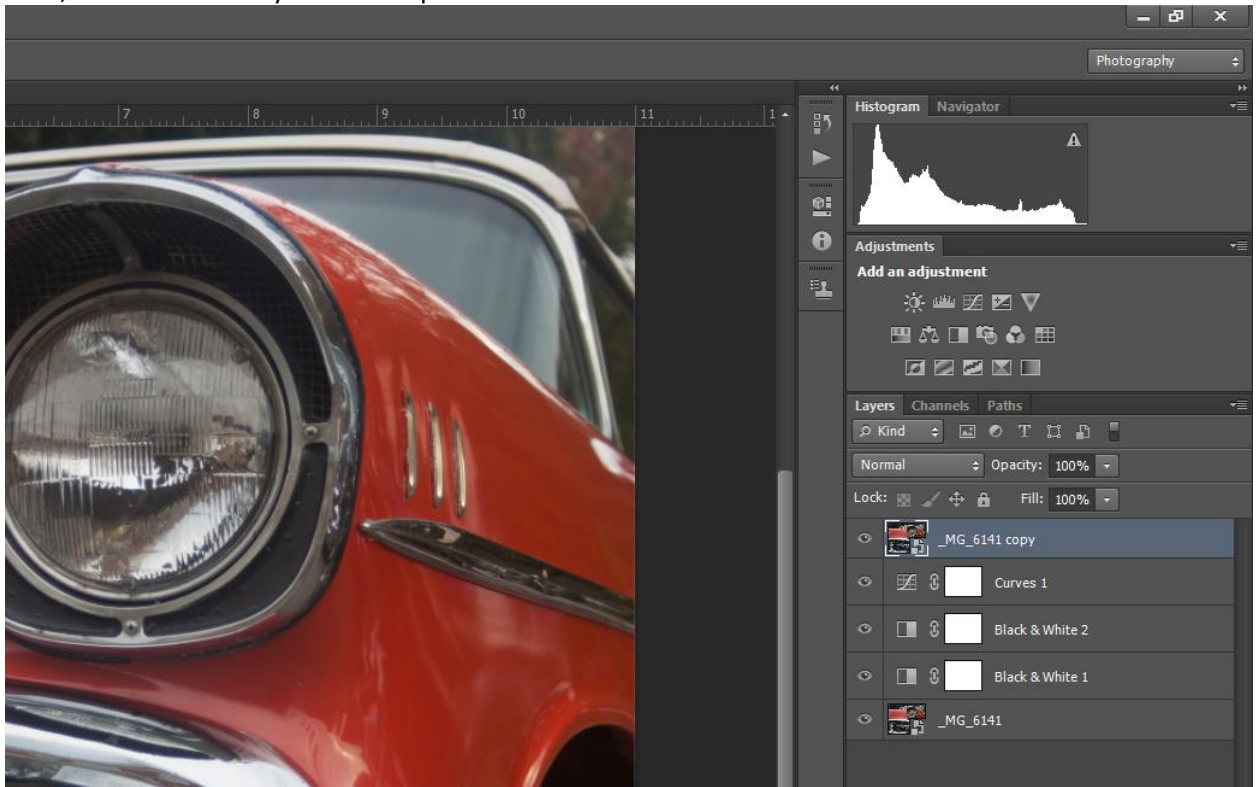 Photography
7 8 9 10 11 1
Histogram Navigator
Adjustments
Add an adjustment
Layers Channels Paths
Kind
Normal Opacity: 100%
Lock: Fill: 100%
_MG_6141 copy
Curves 1
Black & White 2
Black & White 1
_MG_6141